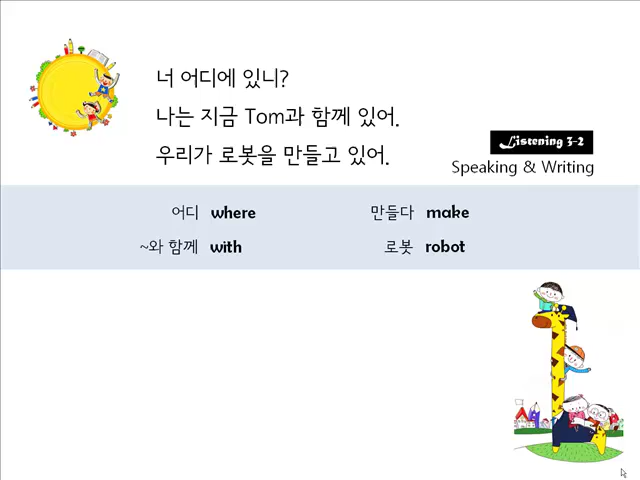 너 어디에 있니?
나는 지금 Tom과 함께 있어.
우리가 로봇을 만들고 있어.
Listening 3-2
Speaking & Writing
어디 where 만들다 make
~와 함께 with 로봇 robot